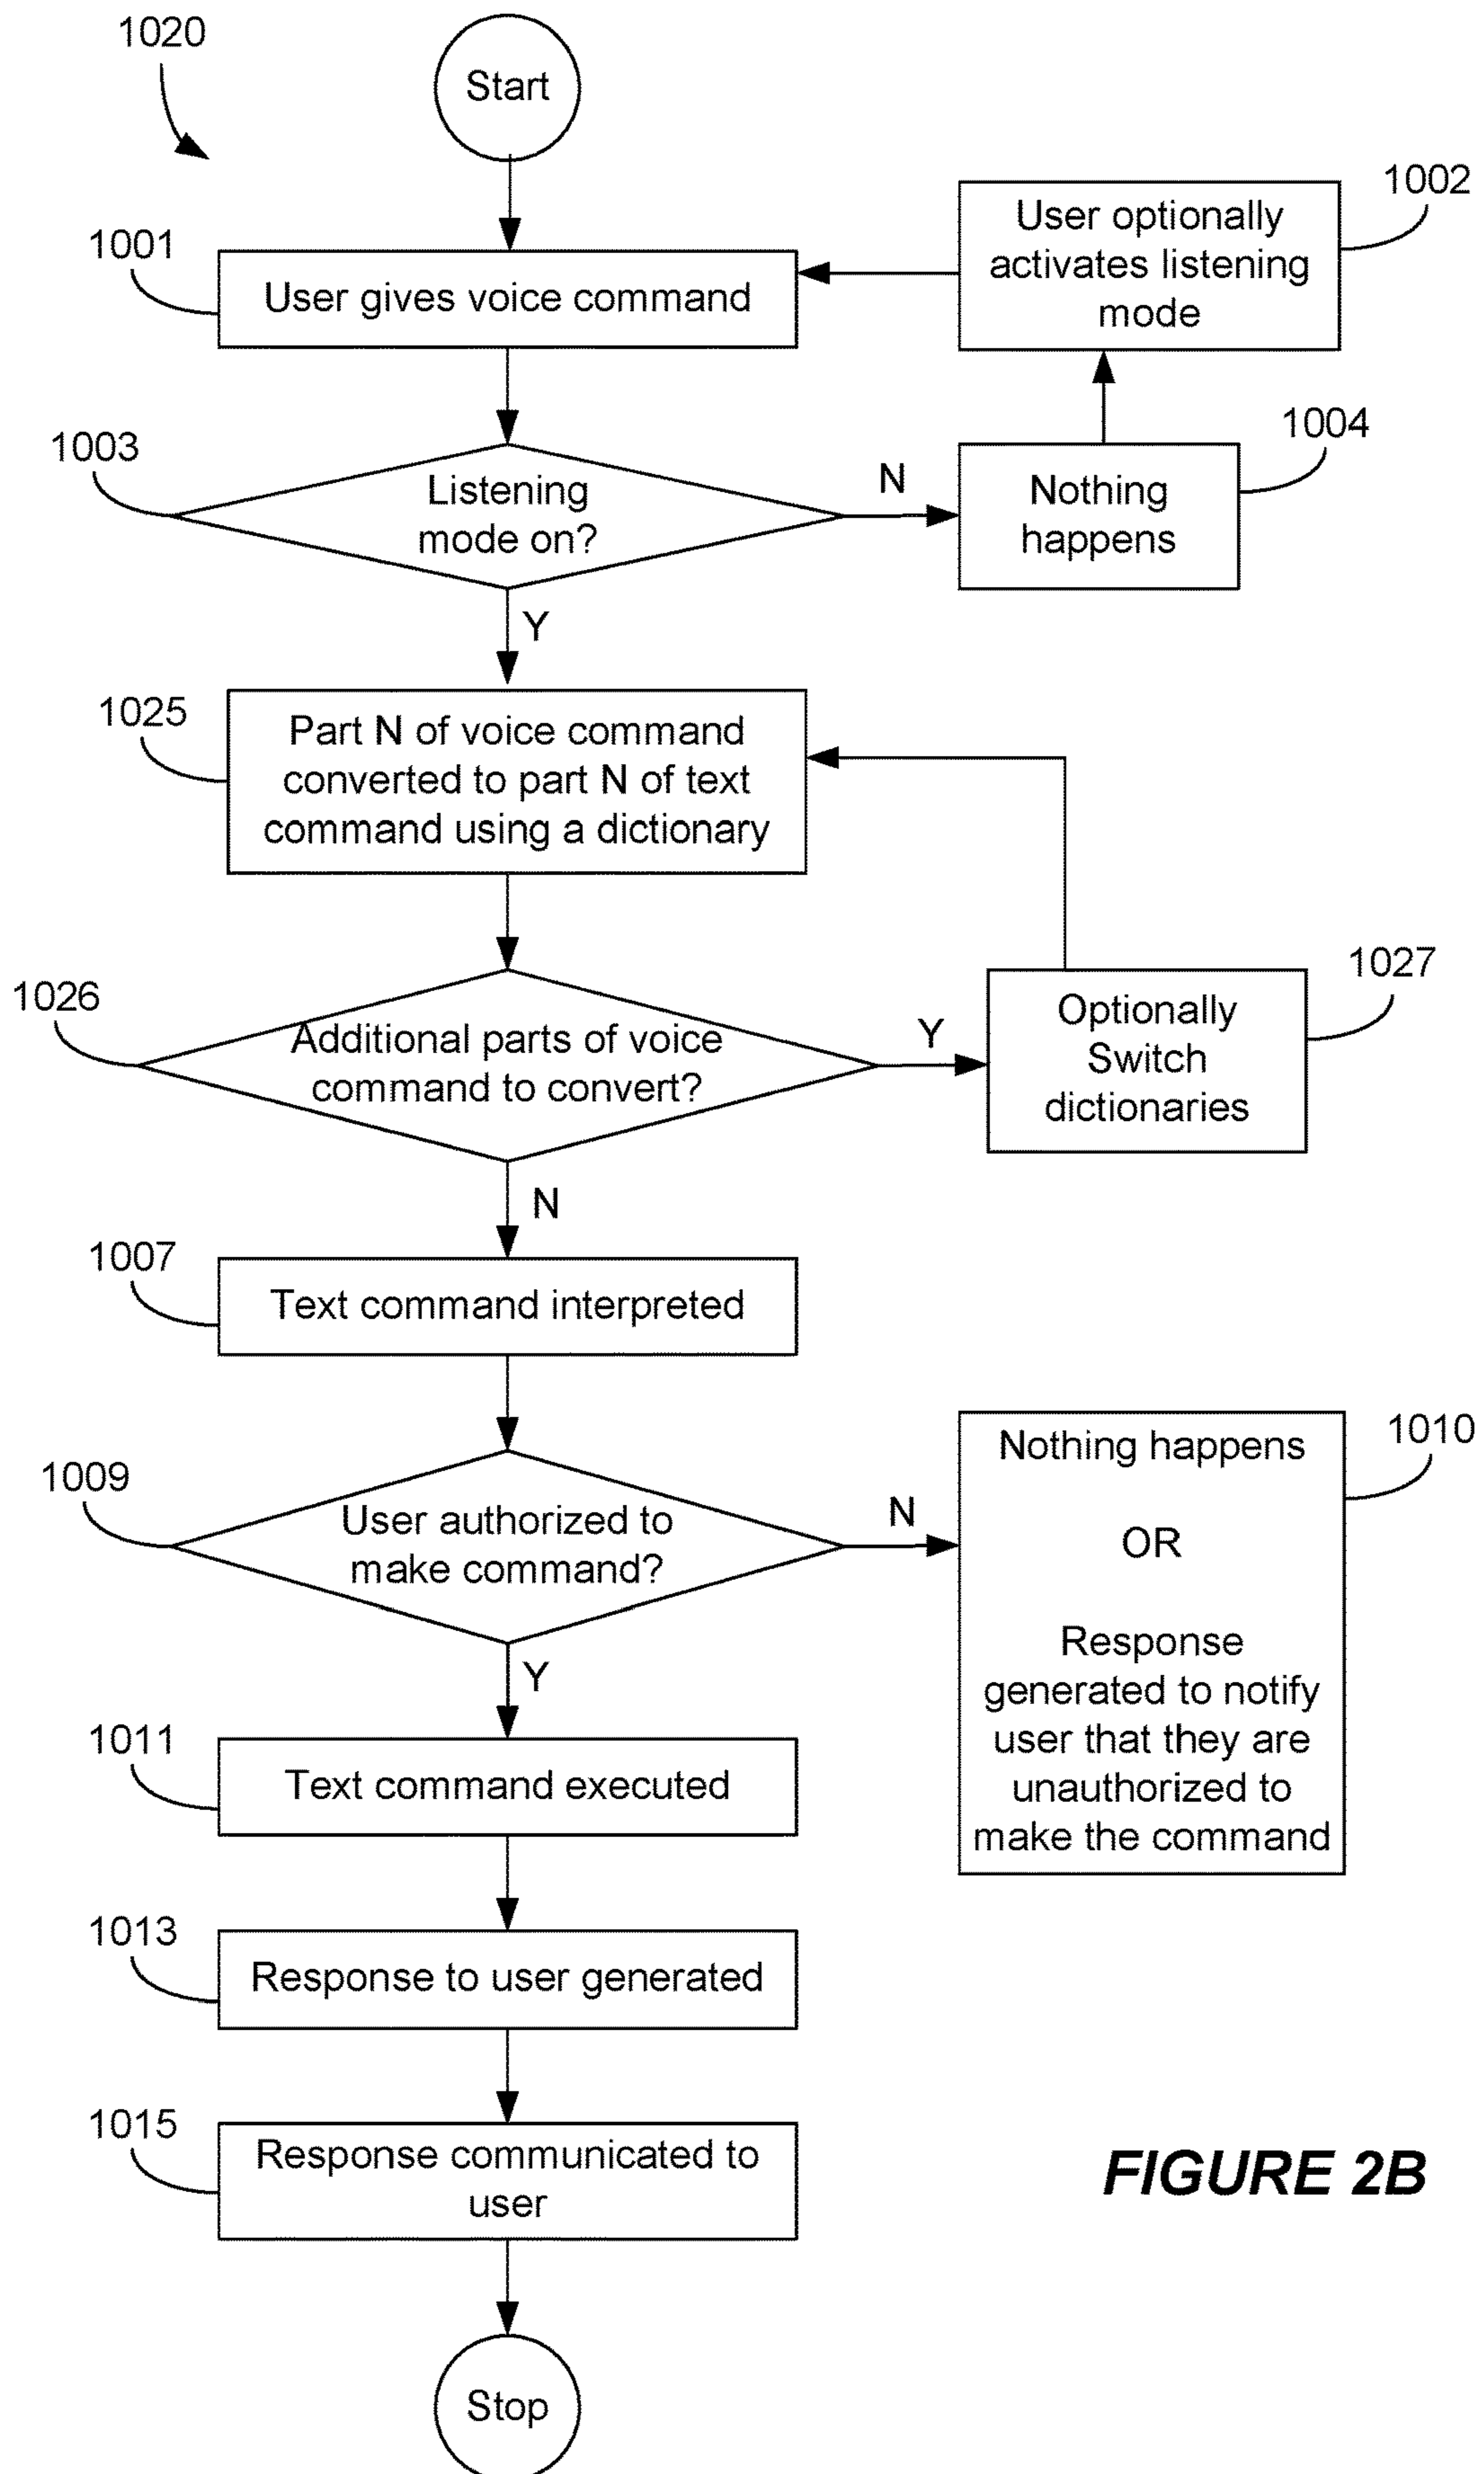 1020
Start
1002
User optionally
activates listening
mode
1001
User gives voice command
1003
Listening
mode on?
N
1004
Nothing
happens
Y
1025
Part N of voice command
converted to part N of text
command using a dictionary
1026
Additional parts of voice
command to convert?
Y
1027
Optionally
Switch
dictionaries
N
1007
Text command interpreted
1009
User authorized to
make command?
N
1010
Nothing happens
OR
Response
generated to notify
user that they are
unauthorized to
make the command
Y
1011
Text command executed
1013
Response to user generated
1015
Response communicated to
user
FIGURE 2B
Stop